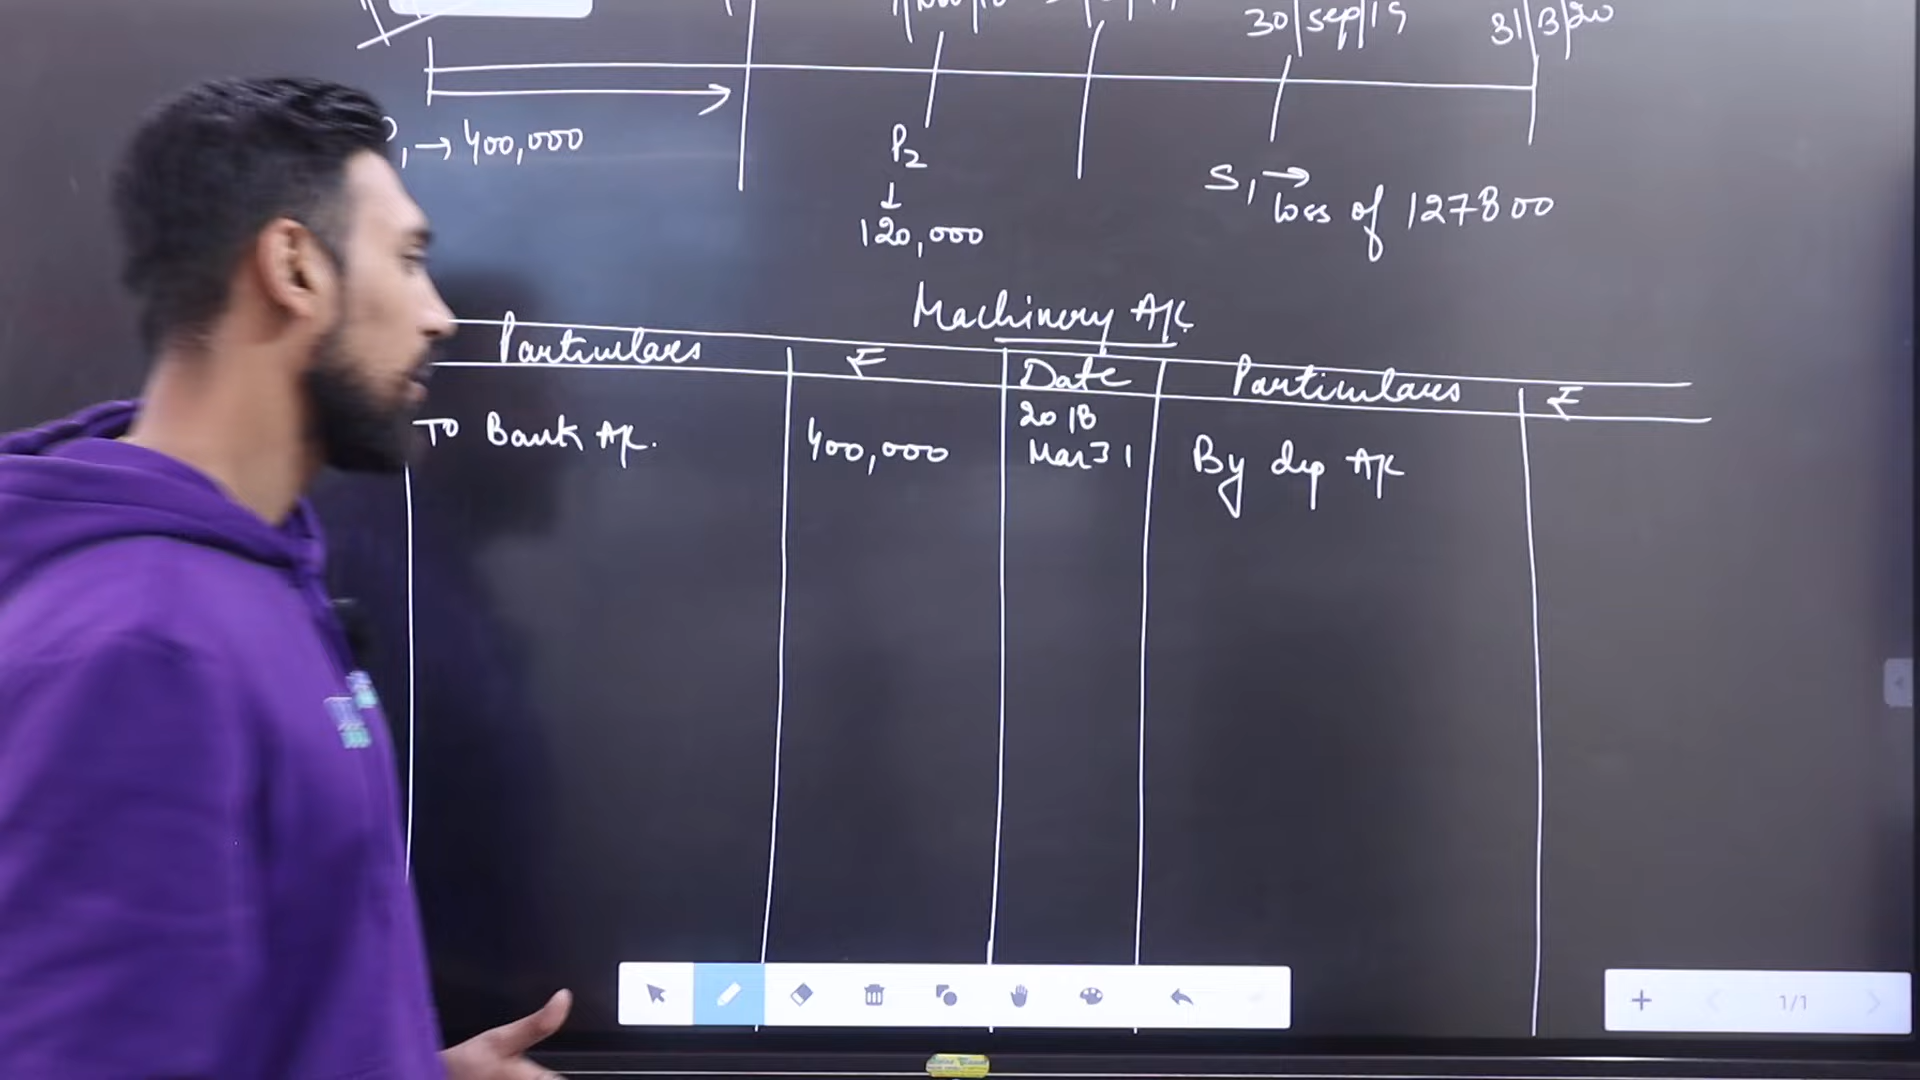 30/Sep/19
31/3/20
P1 → 400,000
P2
↓
120,000
S1 →
loss of 127800
Machinery A/c
Particulars ₹ Date Particulars ₹
To Bank A/c. 400,000 2018 Mar 31 By dep A/c
1/1